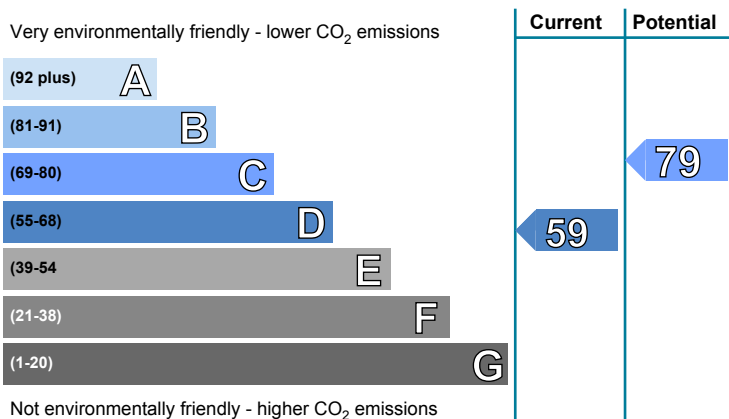 Very environmentally friendly - lower CO2 emissions
Current
Potential
(92 plus) A
(81-91) B
(69-80) C
79
(55-68) D
59
(39-54 E
(21-38) F
(1-20) G
Not environmentally friendly - higher CO2 emissions